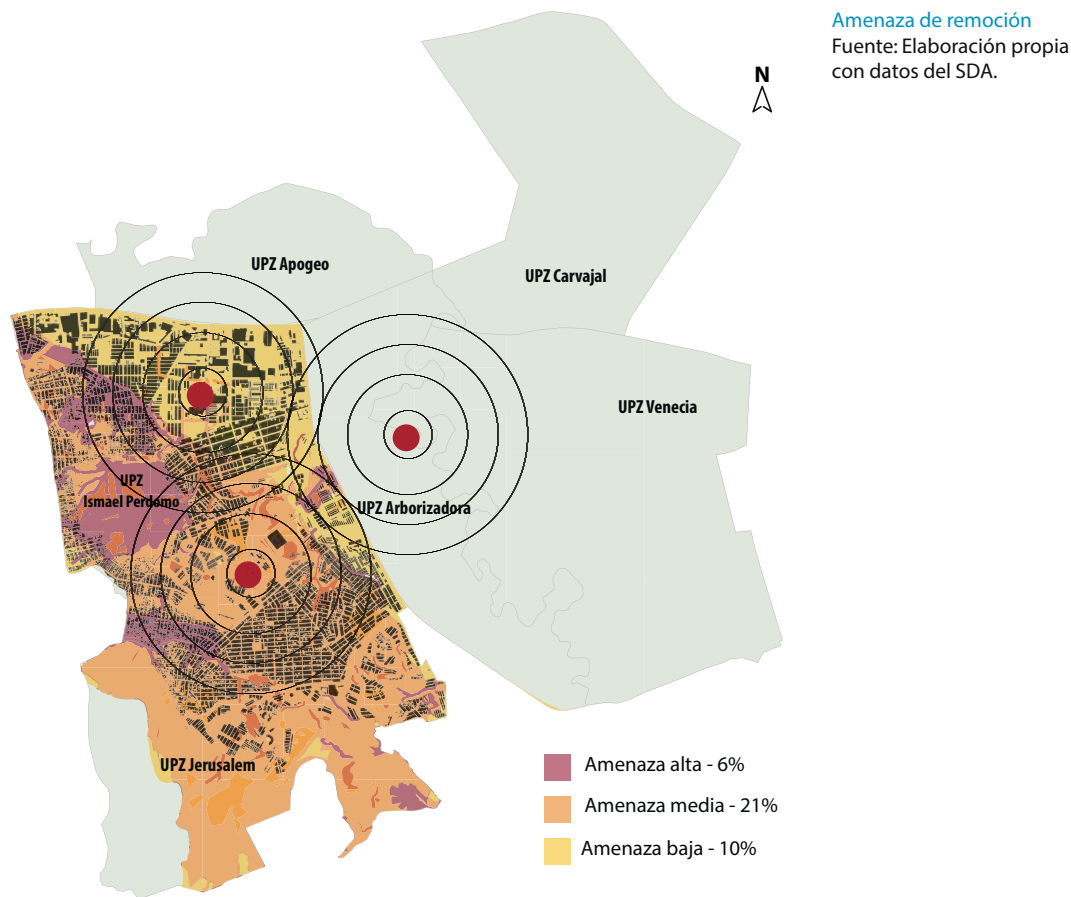 Amenaza de remoción
Fuente: Elaboración propia
con datos del SDA.
N
UPZ Apogeo
UPZ Carvajal
UPZ Venecia
UPZ
Ismael Perdomo
UPZ Arborizadora
UPZ Jerusalem
Amenaza alta - 6%
Amenaza media - 21%
Amenaza baja - 10%